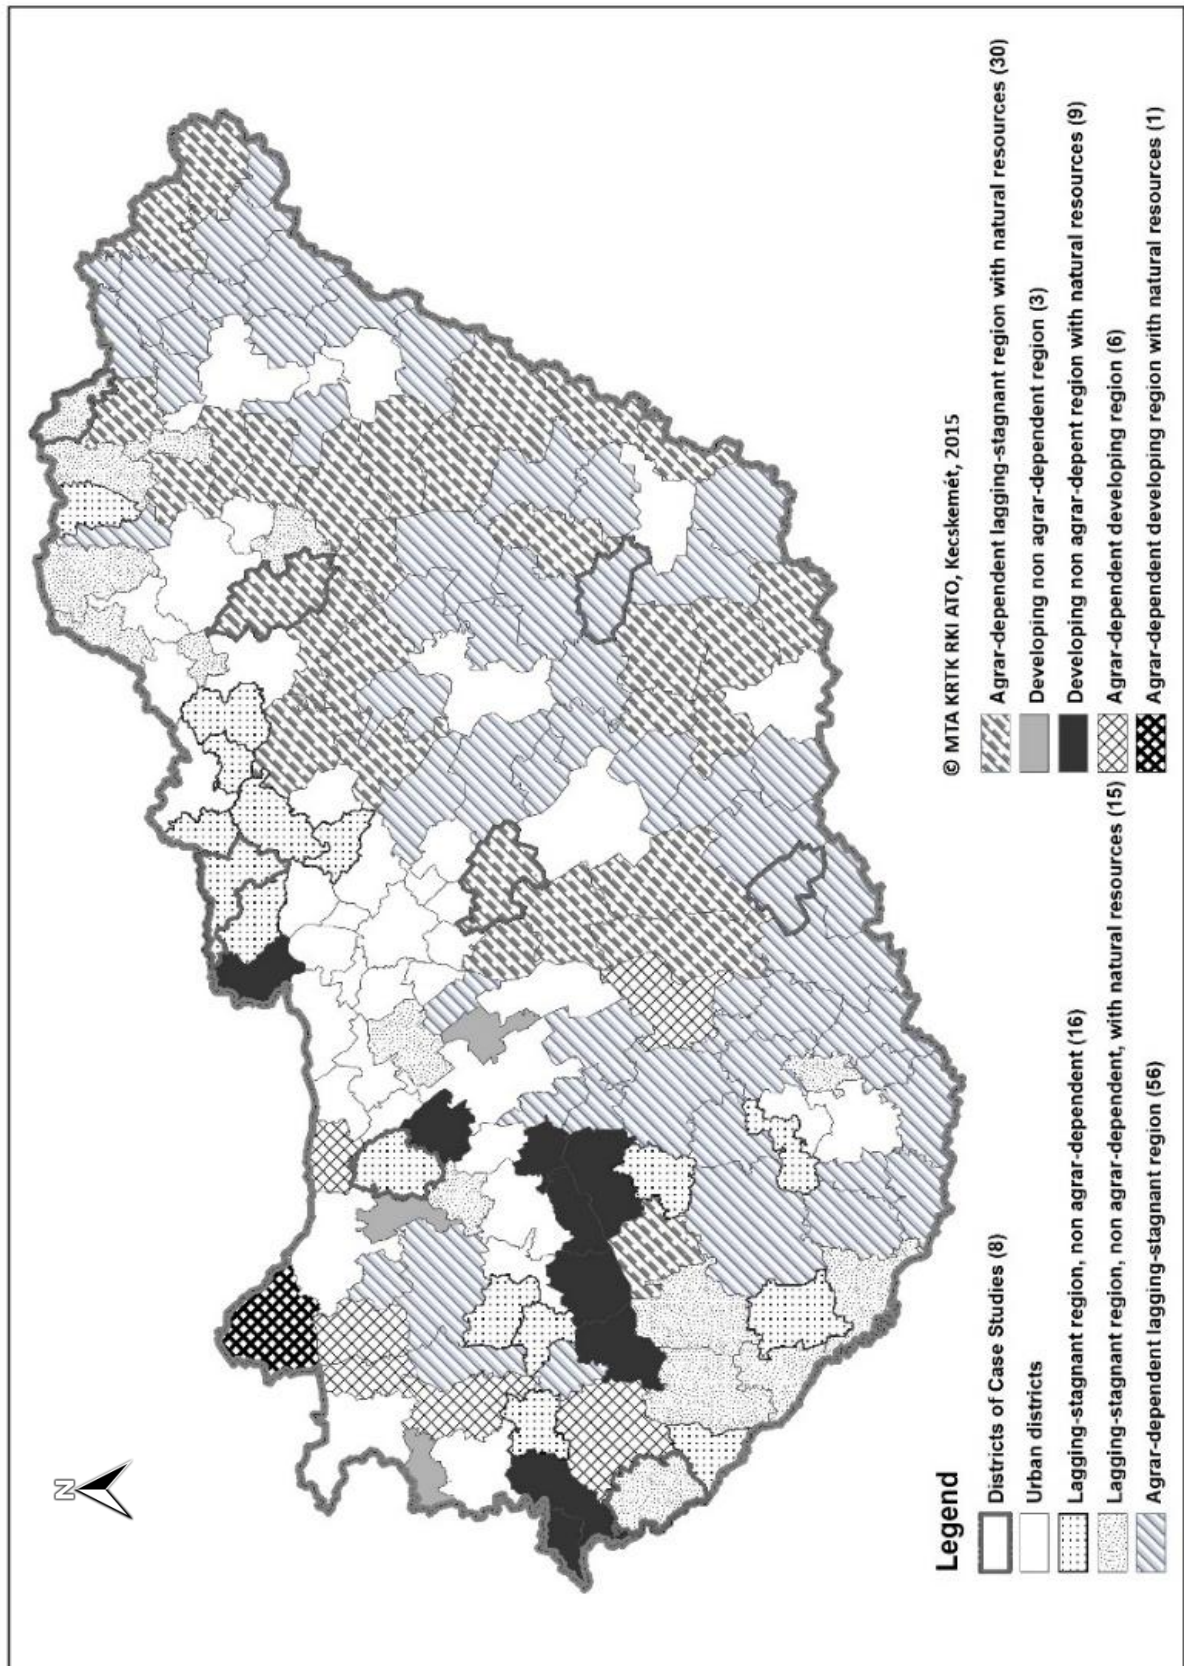 N
Legend
Districts of Case Studies (8)
Urban districts
Lagging-stagnant region, non agrar-dependent (16)
Lagging-stagnant region, non agrar-dependent, with natural resources (15)
Agrar-dependent lagging-stagnant region (56)
© MTA KRTK RKI ATO, Kecskemét, 2015
Agrar-dependent lagging-stagnant region with natural resources (30)
Developing non agrar-dependent region (3)
Developing non agrar-depent region with natural resources (9)
Agrar-dependent developing region (6)
Agrar-dependent developing region with natural resources (1)